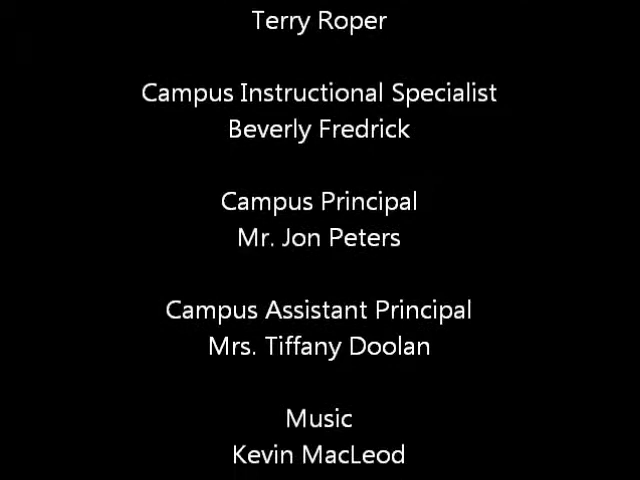 Terry Roper
Campus Instructional Specialist
Beverly Fredrick
Campus Principal
Mr. Jon Peters
Campus Assistant Principal
Mrs. Tiffany Doolan
Music
Kevin MacLeod